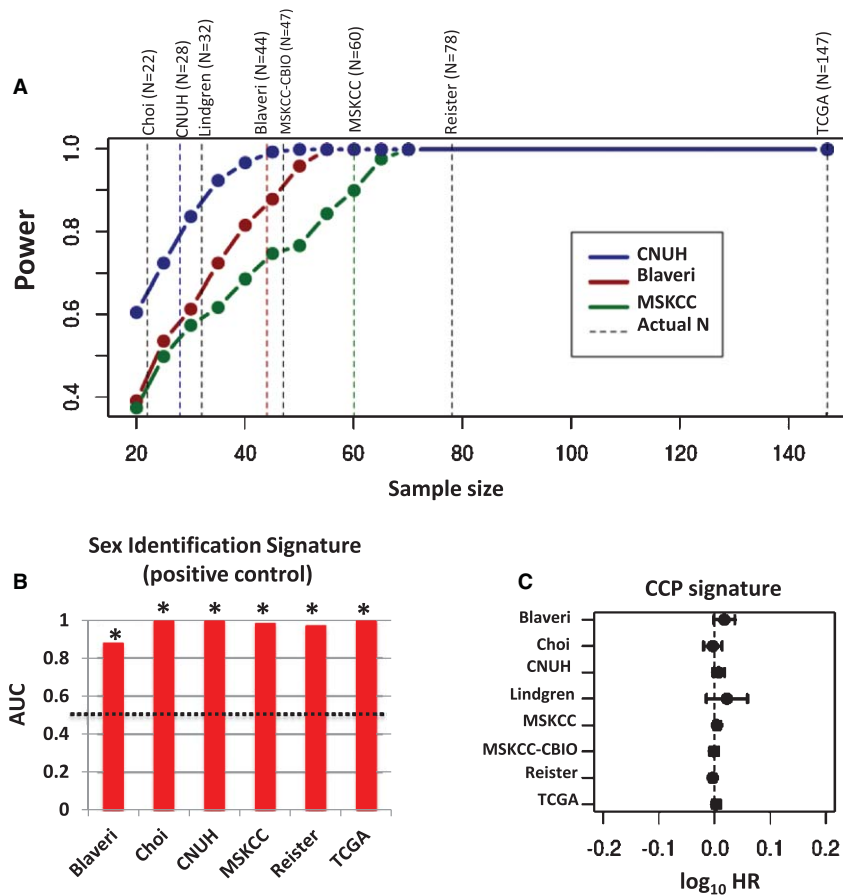 A
Choi (N=22)
CNUH (N=28)
Lindgren (N=32)
Blaveri (N=44)
MSKCC-CBIO (N=47)
MSKCC (N=60)
Reister (N=78)
TCGA (N=147)
Power
1.0
0.8
0.6
0.4
CNUH
Blaveri
MSKCC
Actual N
20 40 60 80 100 120 140
Sample size
B
Sex Identification Signature
(positive control)
AUC
1
0.8
0.6
0.4
0.2
0
* * * * * *
Blaveri Choi CNUH MSKCC Reister TCGA
C
CCP signature
Blaveri
Choi
CNUH
Lindgren
MSKCC
MSKCC-CBIO
Reister
TCGA
-0.2 -0.1 0.0 0.1 0.2
log10 HR